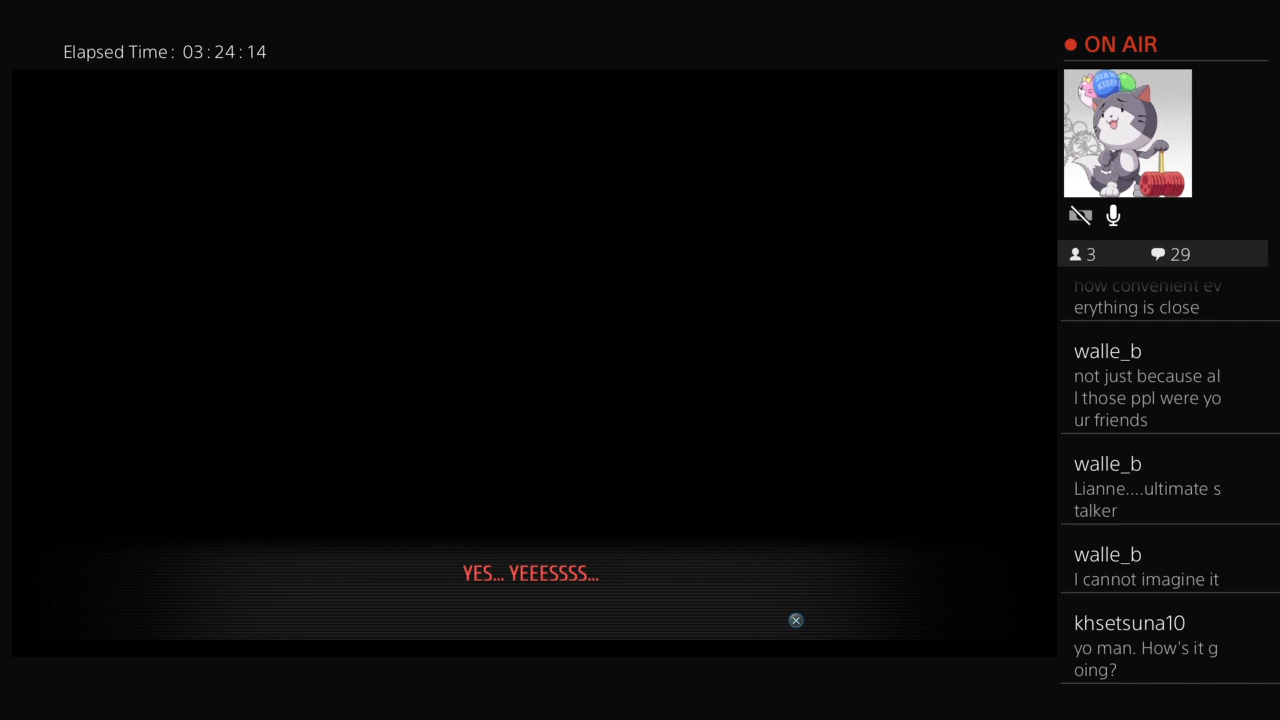 Elapsed Time: 03:24:14
ON AIR
3
29
how convenient ev
erything is close
walle_b
not just because al
l those ppl were yo
ur friends
walle_b
Lianne....ultimate s
talker
walle_b
I cannot imagine it
khsetsuna10
yo man. How's it g
oing?
YES... YEEESSSS...